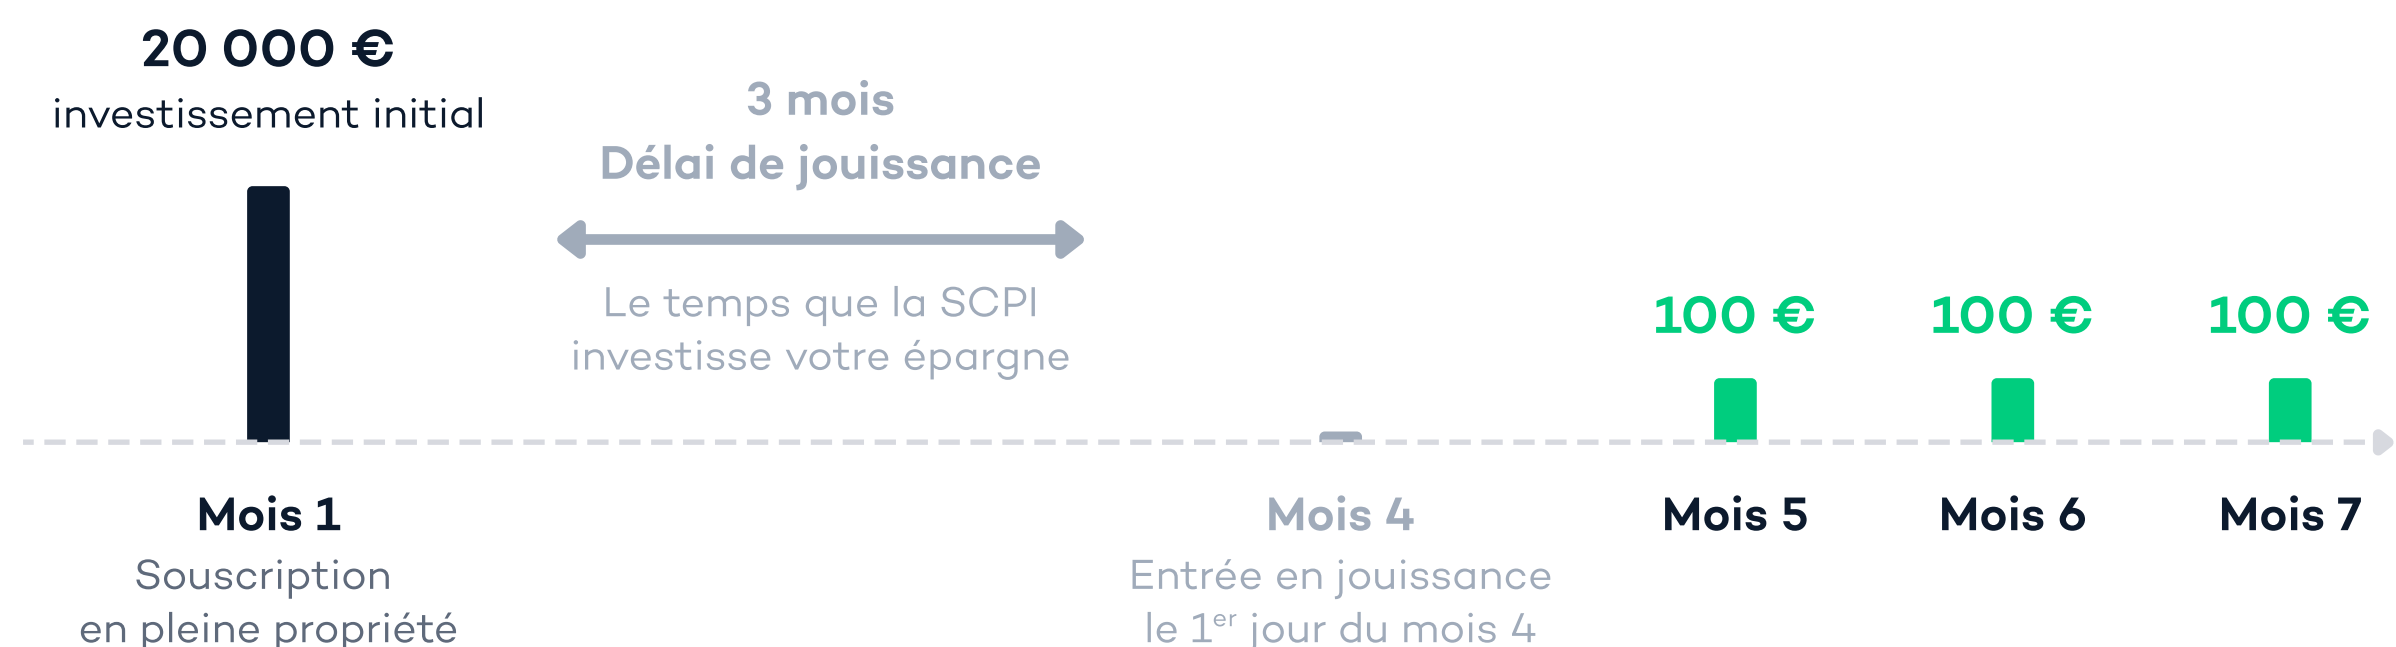 20 000 €
investissement initial
3 mois
Délai de jouissance
Le temps que la SCPI
investisse votre épargne
100 €
100 €
100 €
Mois 1
Souscription
en pleine propriété
Mois 4
Entrée en jouissance
le 1er jour du mois 4
Mois 5
Mois 6
Mois 7